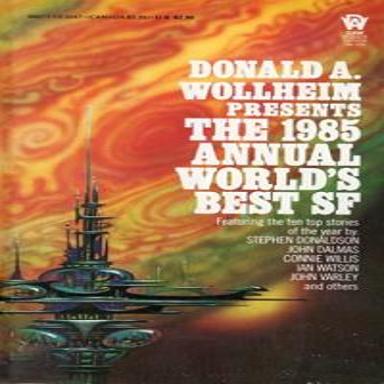 DONALD A.
WOLLHEIM
PRESENTS
THE 1985
ANNUAL
WORLD'S
BEST SF
Featuring the ten top stories
of the year by:
STEPHEN DONALDSON
JOHN DALMAS
CONNIE WILLIS
IAN WATSON
JOHN VARLEY
and others